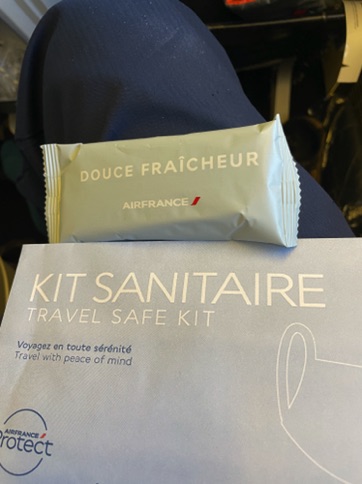 DOUCE FRAÎCHEUR
AIRFRANCE
KIT SANITAIRE
TRAVEL SAFE KIT
Voyagez en toute sérénité
Travel with peace of mind
AIRFRANCE
Protect